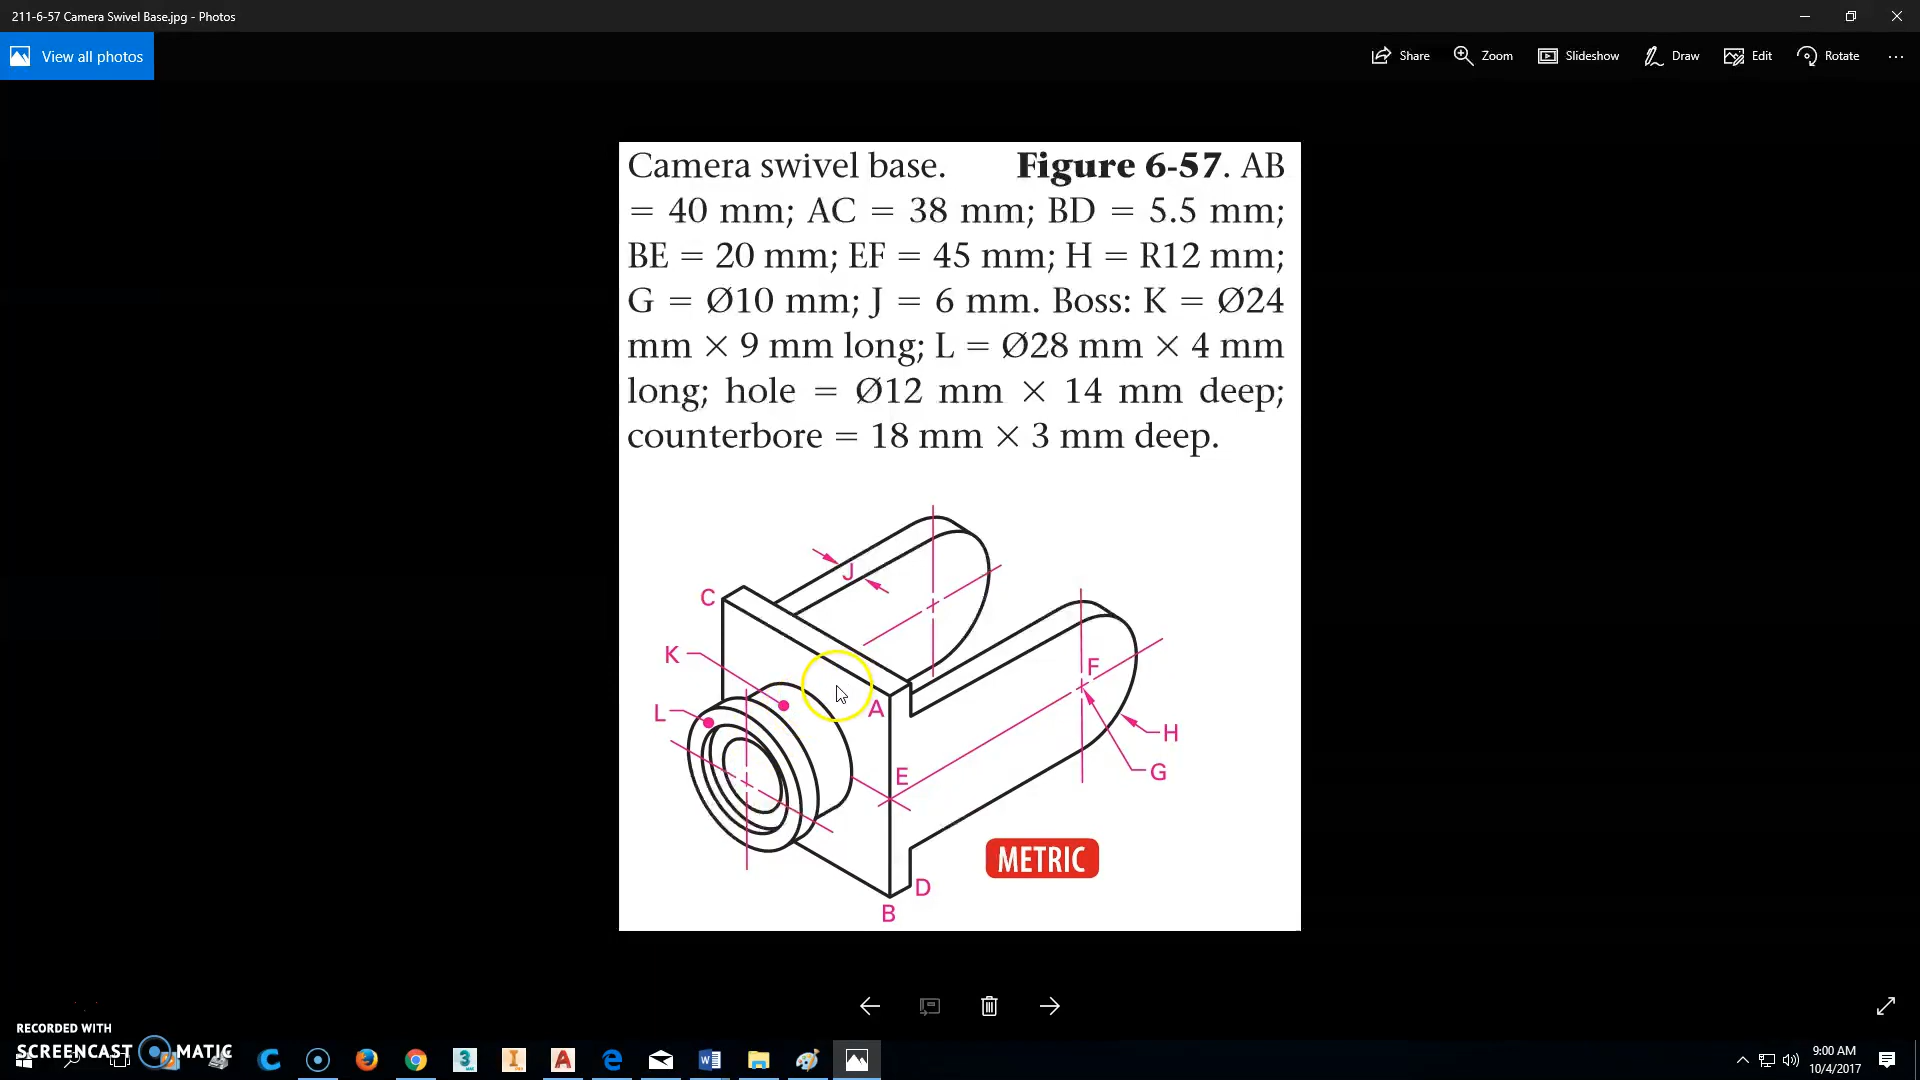 211-6-57 Camera Swivel Base.jpg - Photos
View all photos
Share Zoom Slideshow Draw Edit Rotate
Camera swivel base. Figure 6-57. AB
= 40 mm; AC = 38 mm; BD = 5.5 mm;
BE = 20 mm; EF = 45 mm; H = R12 mm;
G = Ø10 mm; J = 6 mm. Boss: K = Ø24
mm × 9 mm long; L = Ø28 mm × 4 mm
long; hole = Ø12 mm × 14 mm deep;
counterbore = 18 mm × 3 mm deep.
J
C
K
F
A
L
H
E
G
METRIC
D
B
RECORDED WITH
SCREENCAST MATIC
9:00 AM
10/4/2017